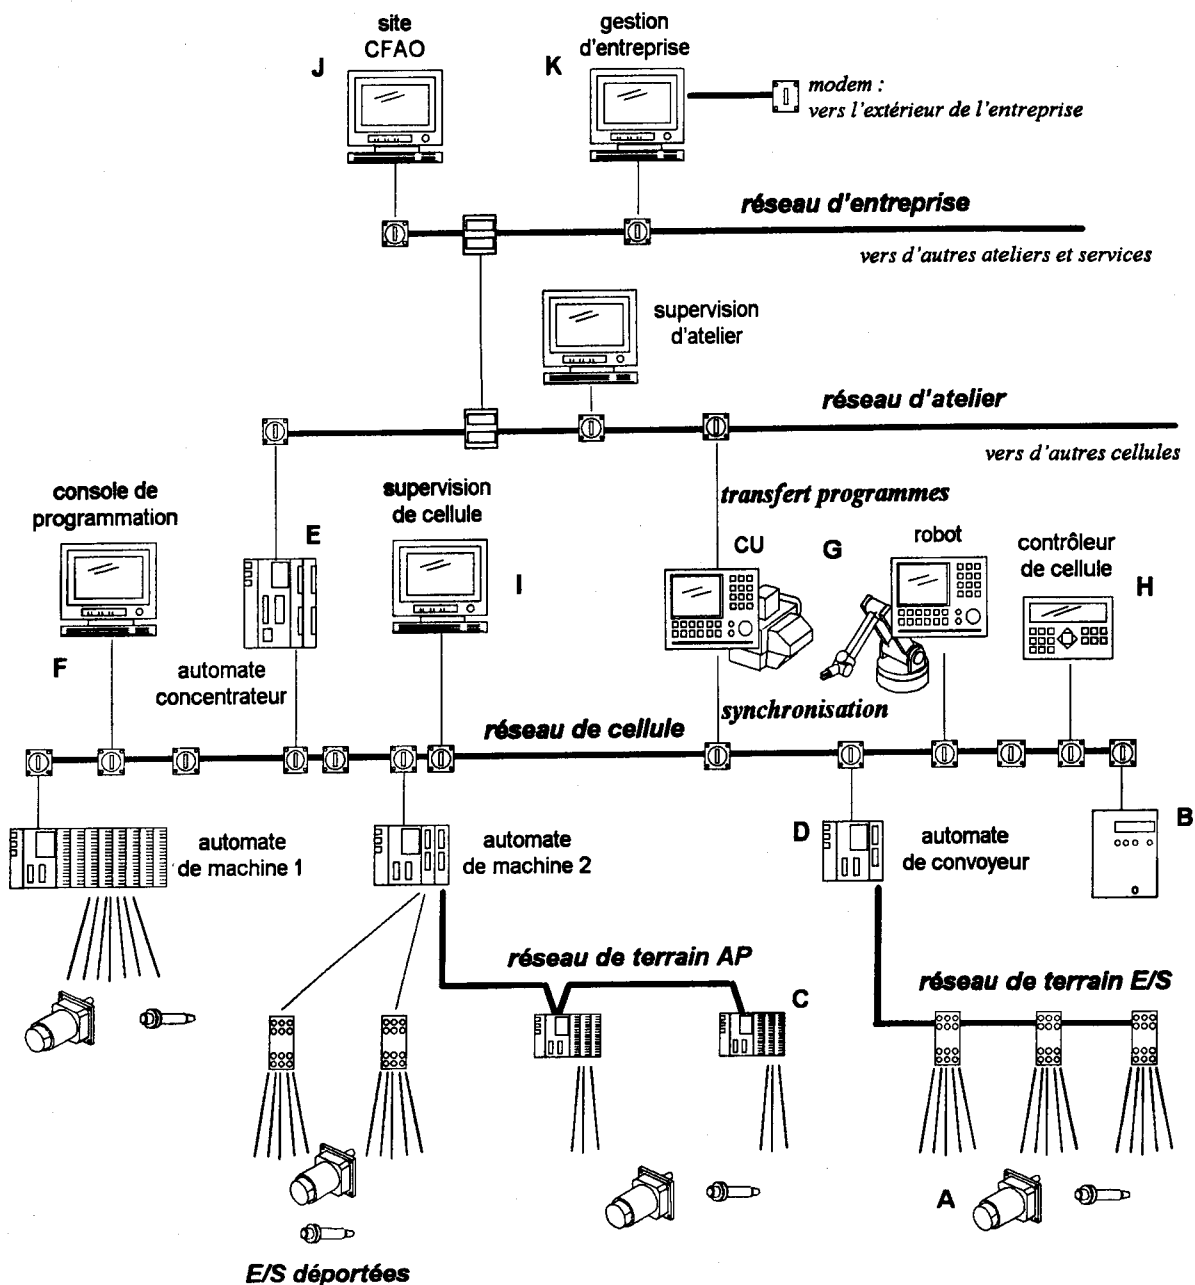 site
CFAO
J
gestion
d'entreprise
K
modem :
vers l'extérieur de l'entreprise
réseau d'entreprise
vers d'autres ateliers et services
supervision
d'atelier
réseau d'atelier
vers d'autres cellules
console de
programmation
F
E
automate
concentrateur
supervision
de cellule
I
transfert programmes
CU
G
robot
contrôleur
de cellule
H
synchronisation
réseau de cellule
automate
de machine 1
automate
de machine 2
D
automate
de convoyeur
B
réseau de terrain AP
C
réseau de terrain E/S
A
E/S déportées